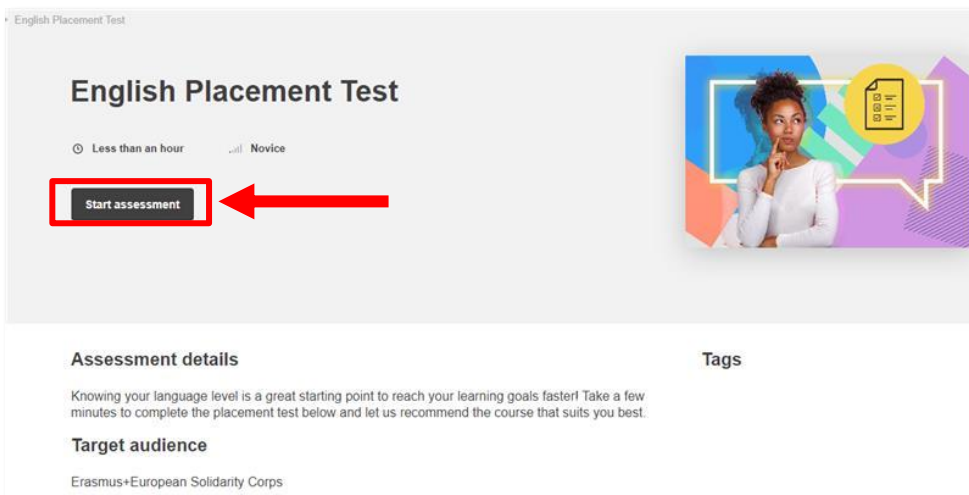 English Placement Test
English Placement Test
Less than an hour Novice
Start assessment
Assessment details
Tags
Knowing your language level is a great starting point to reach your learning goals faster! Take a few
minutes to complete the placement test below and let us recommend the course that suits you best.
Target audience
Erasmus+European Solidarity Corps